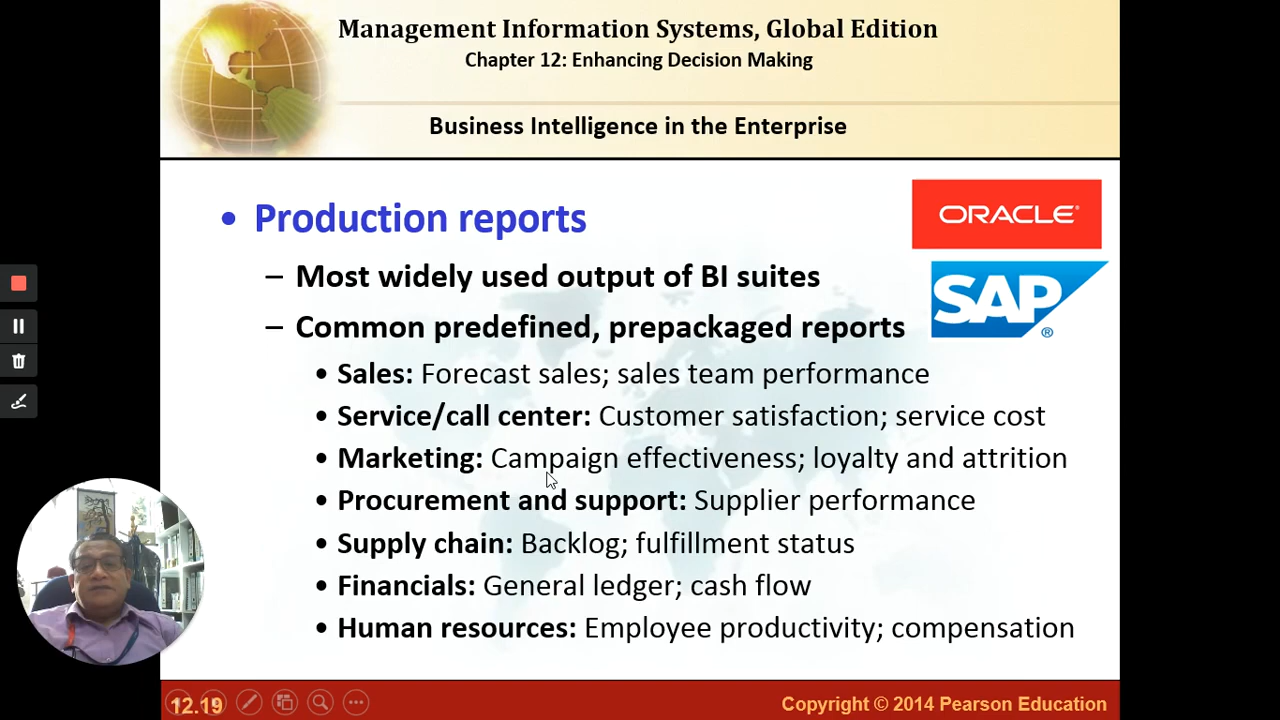 Management Information Systems, Global Edition
Chapter 12: Enhancing Decision Making
Business Intelligence in the Enterprise
• Production reports
ORACLE®
– Most widely used output of BI suites
SAP®
– Common predefined, prepackaged reports
• Sales: Forecast sales; sales team performance
• Service/call center: Customer satisfaction; service cost
• Marketing: Campaign effectiveness; loyalty and attrition
• Procurement and support: Supplier performance
• Supply chain: Backlog; fulfillment status
• Financials: General ledger; cash flow
• Human resources: Employee productivity; compensation
12.19
Copyright © 2014 Pearson Education